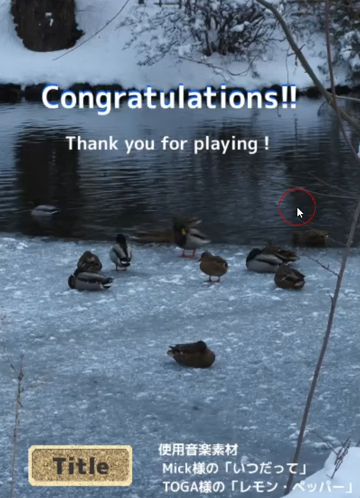 Congratulations!!
Thank you for playing !
Title
使用音楽素材
Mick様の「いつだって」
TOGA様の「レモン・ペッパー」